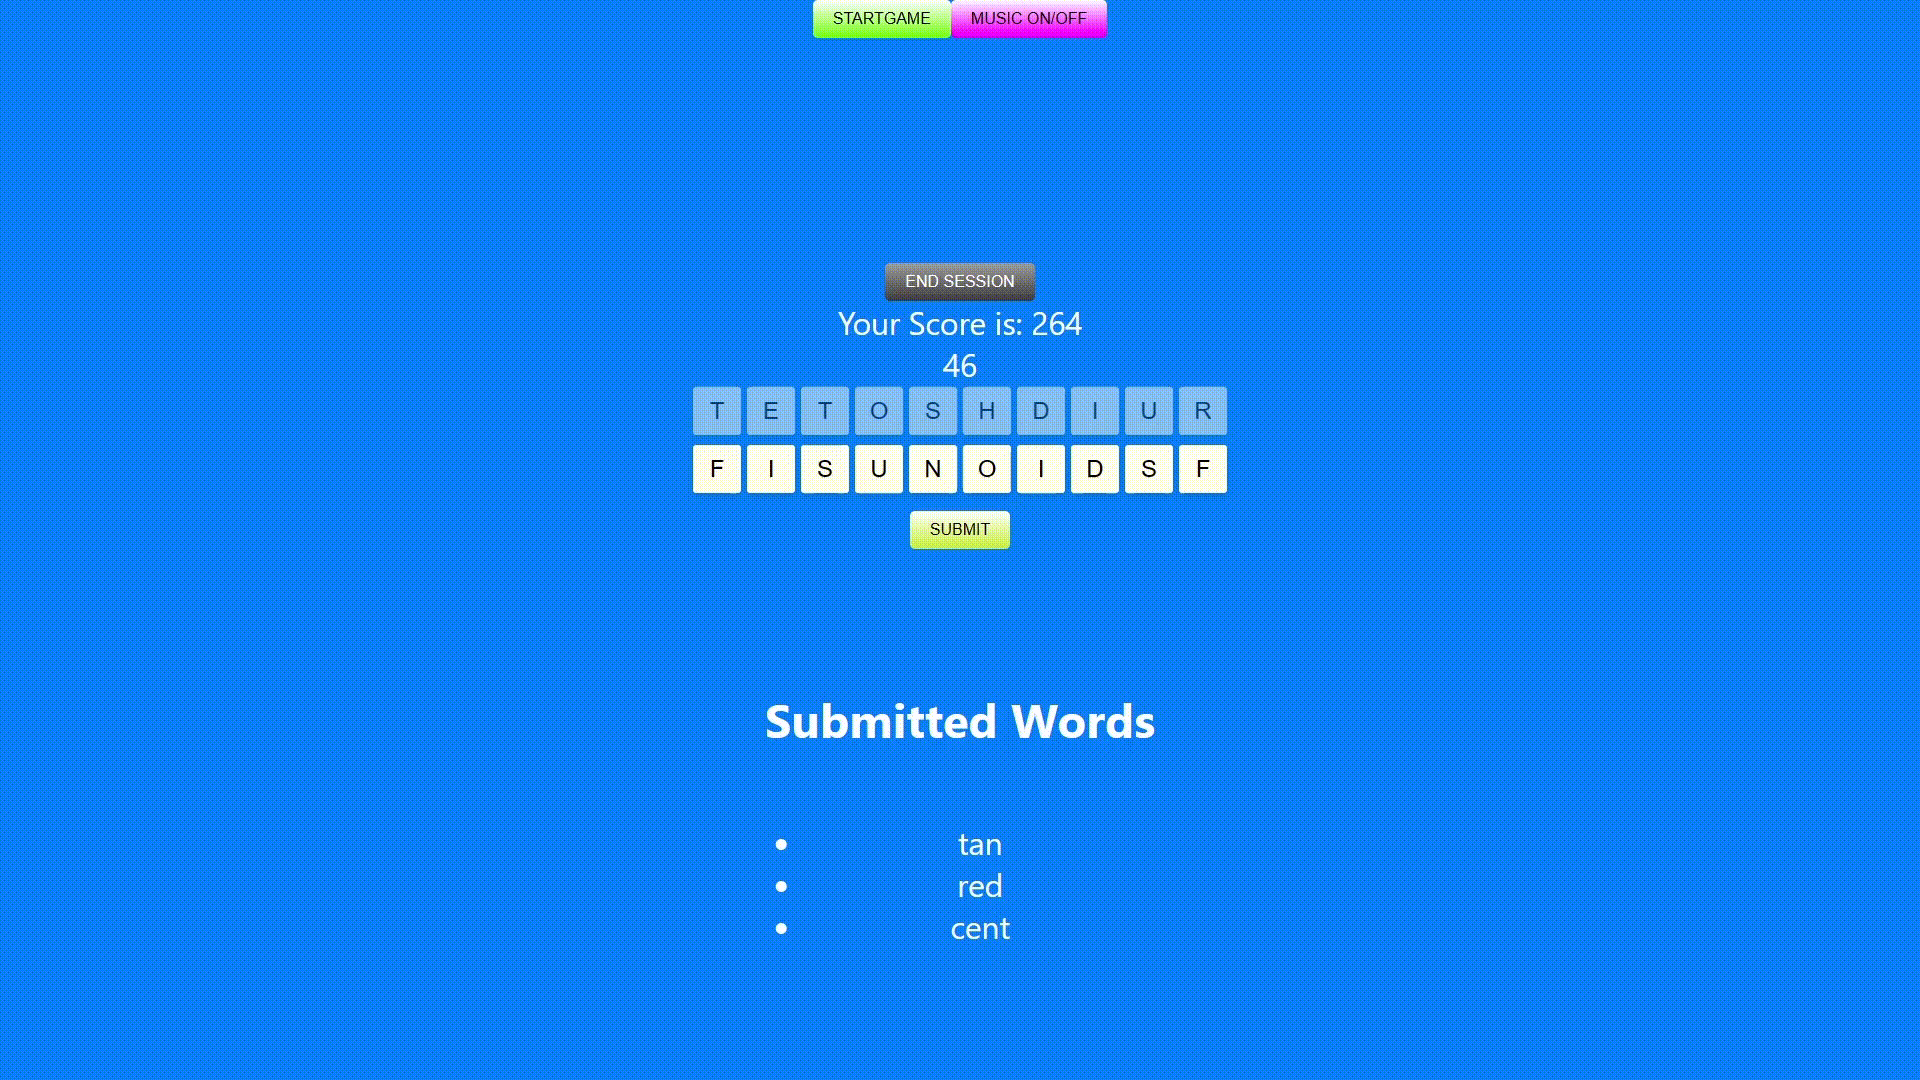 STARTGAME MUSIC ON/OFF
END SESSION
Your Score is: 264
46
T E T O S H D I U R
F I S U N O I D S F
SUBMIT
Submitted Words
• tan
• red
• cent